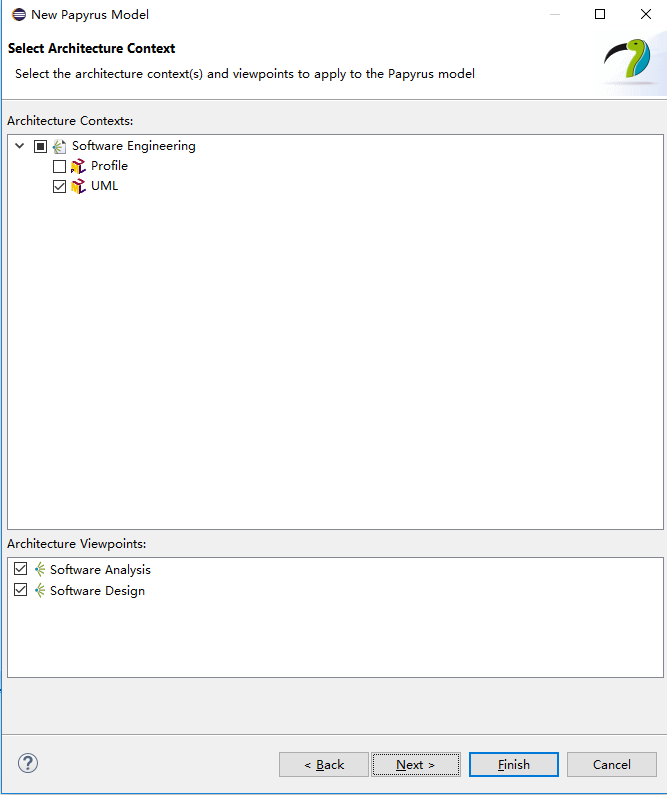 New Papyrus Model
Select Architecture Context
Select the architecture context(s) and viewpoints to apply to the Papyrus model
Architecture Contexts:
Software Engineering
Profile
UML
Architecture Viewpoints:
Software Analysis
Software Design
?
< Back
Next >
Finish
Cancel